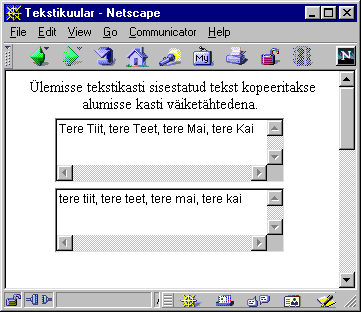 Tekstikuular - Netscape
File Edit View Go Communicator Help
My
N
Ülemisse tekstikasti sisestatud tekst kopeeritakse
alumisse kasti väiketähtedena.
Tere Tiit, tere Teet, tere Mai, tere Kai
tere tiit, tere teet, tere mai, tere kai